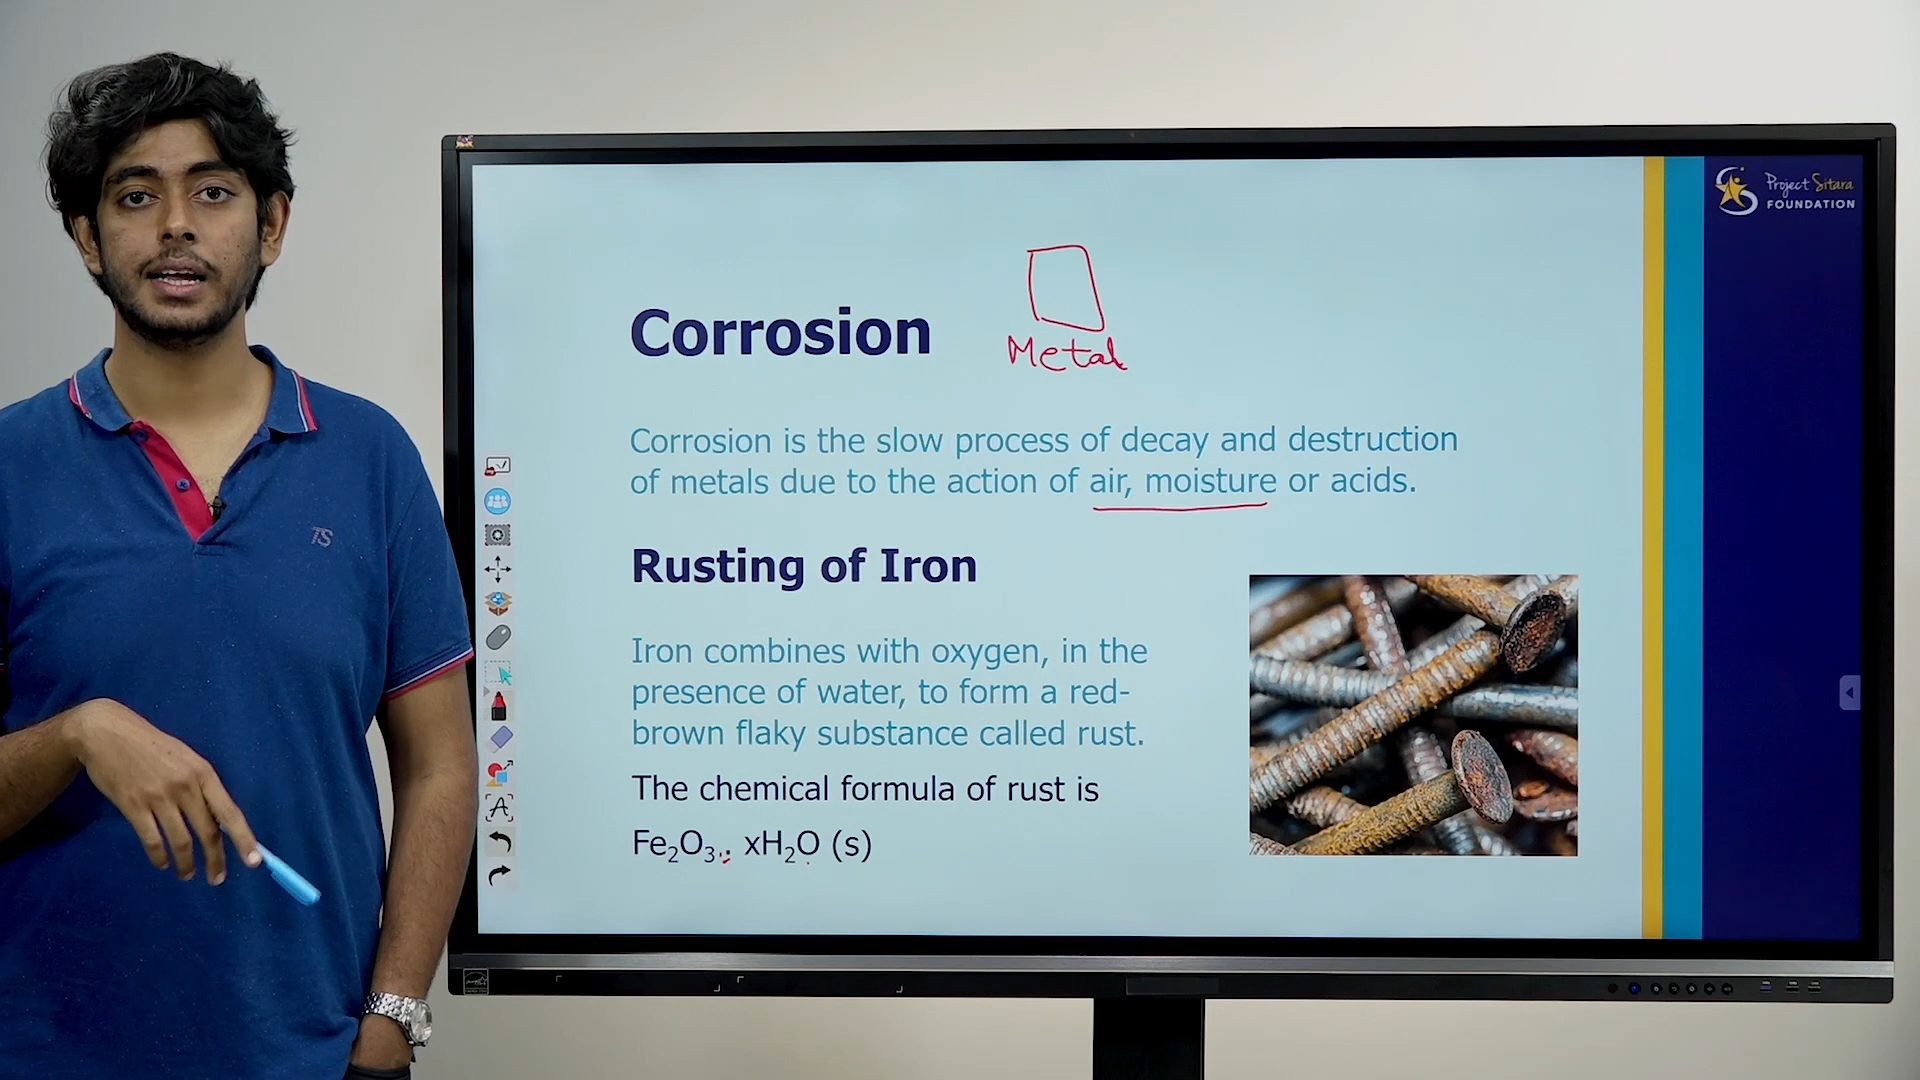 Project Sitara
FOUNDATION
Corrosion
Metal
Corrosion is the slow process of decay and destruction
of metals due to the action of air, moisture or acids.
Rusting of Iron
Iron combines with oxygen, in the
presence of water, to form a red-
brown flaky substance called rust.
The chemical formula of rust is
Fe₂O₃ . xH₂O (s)
TS